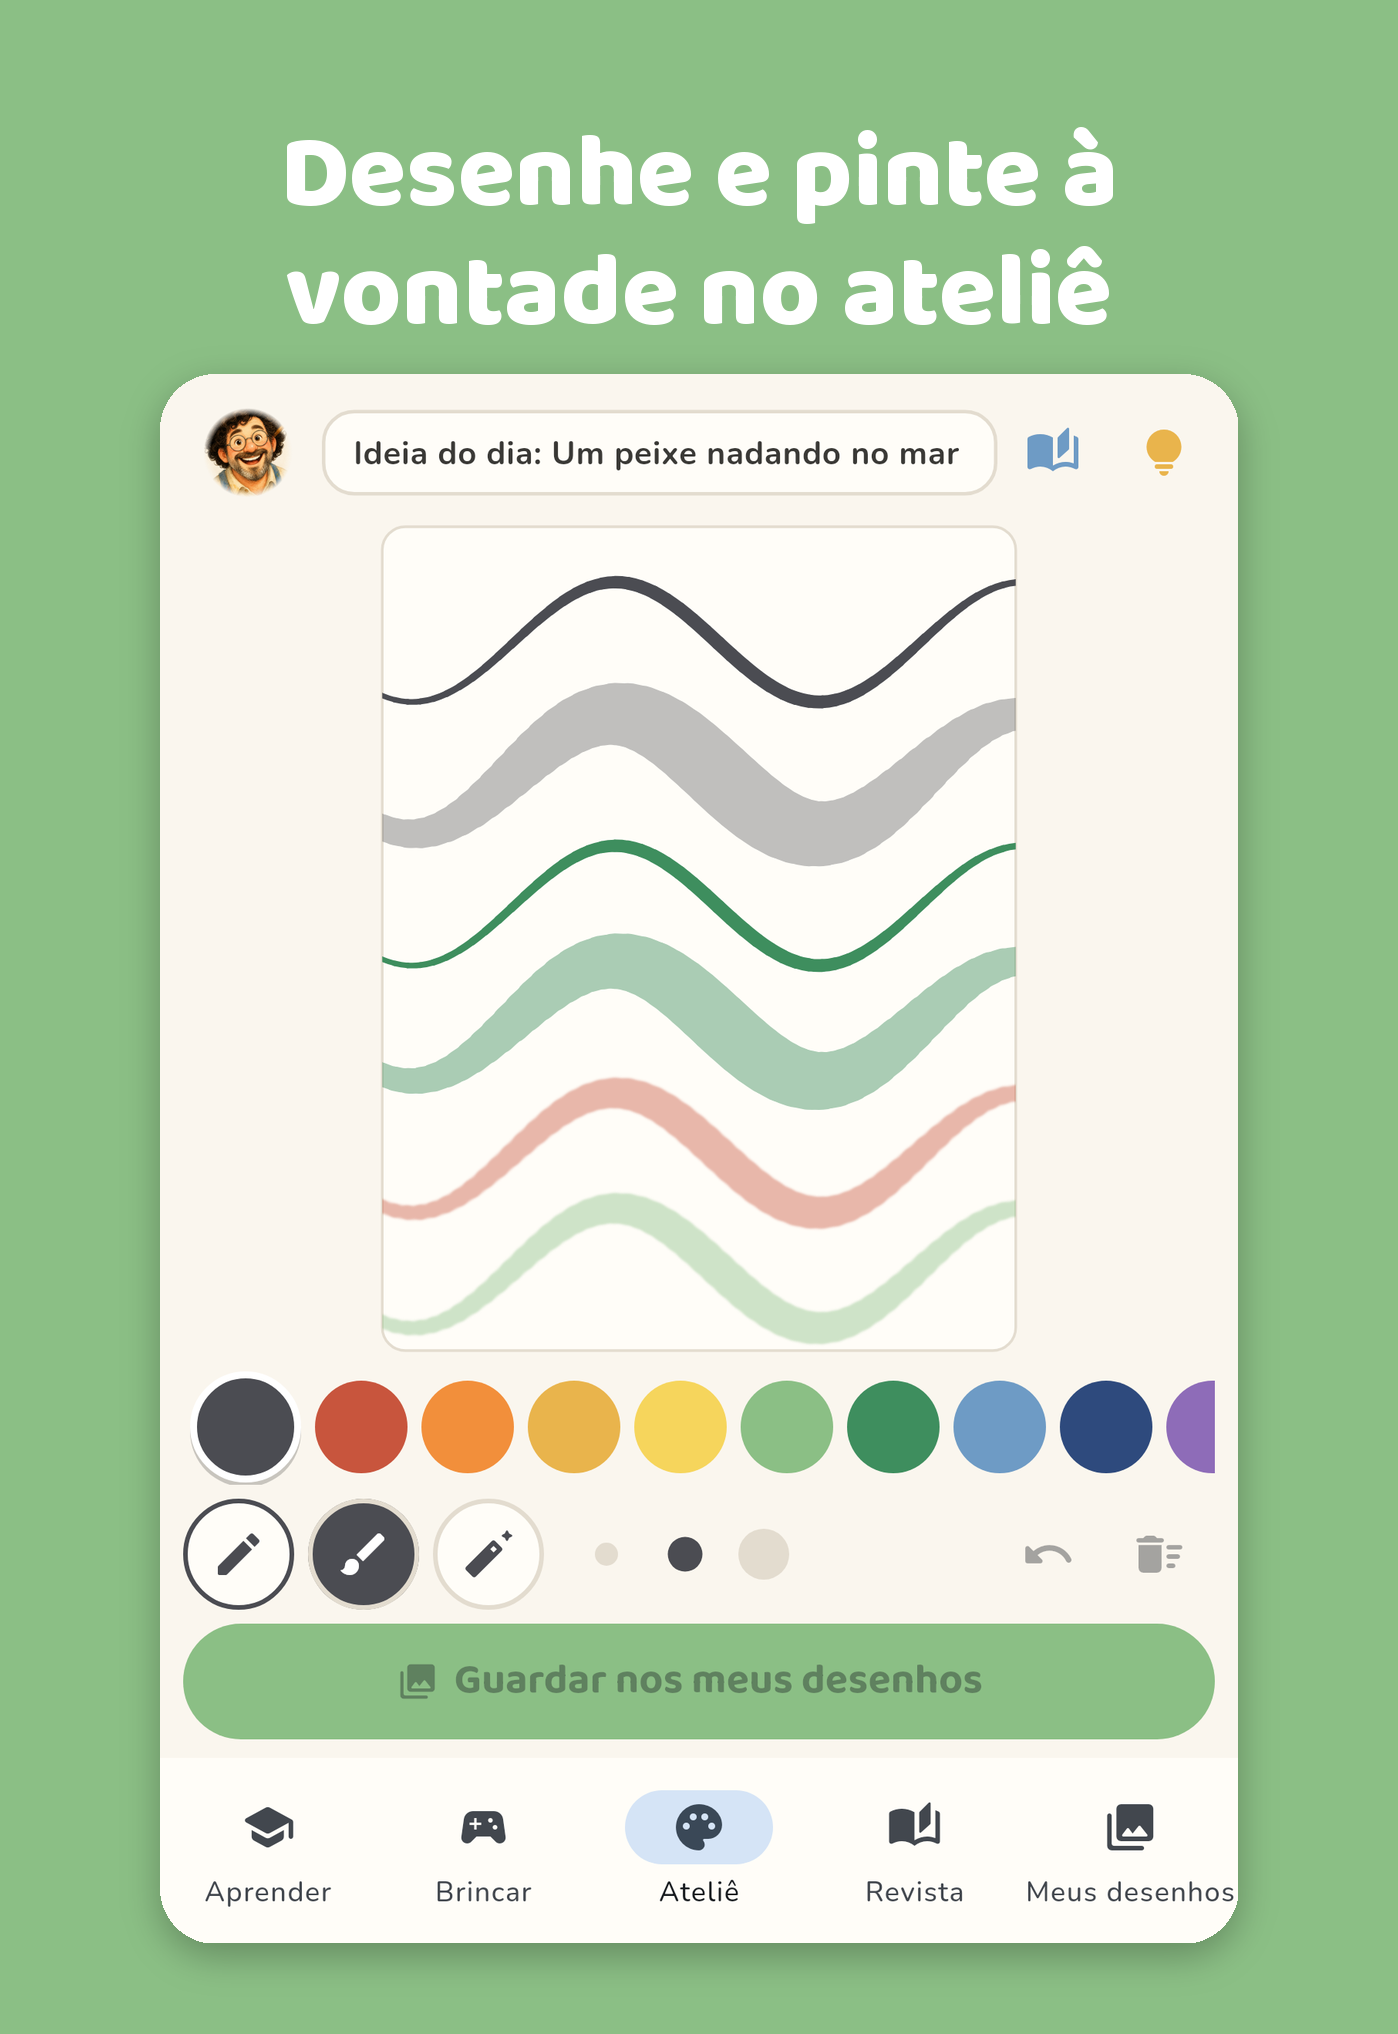 Desenhe e pinte à
vontade no ateliê
Ideia do dia: Um peixe nadando no mar
Guardar nos meus desenhos
Aprender
Brincar
Ateliê
Revista
Meus desenhos